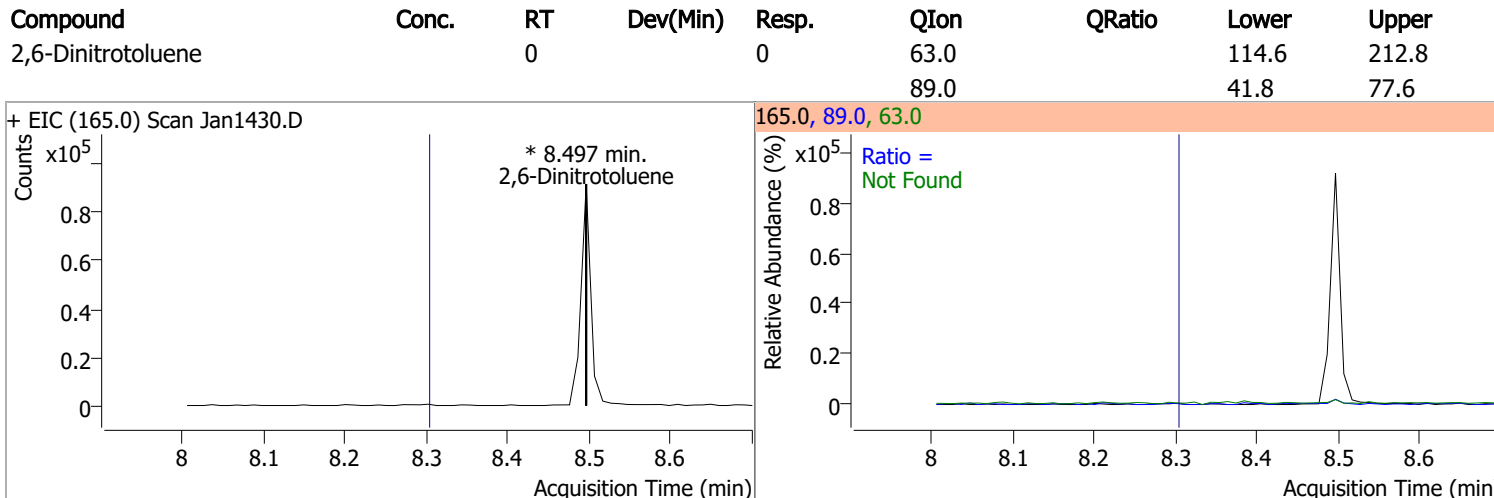 Compound Conc. RT Dev(Min) Resp. QIon QRatio Lower Upper
2,6-Dinitrotoluene 0 0 63.0 114.6 212.8
89.0 41.8 77.6
+ EIC (165.0) Scan Jan1430.D
Counts
x10⁵
* 8.497 min.
2,6-Dinitrotoluene
0.8
0.6
0.4
0.2
0
8 8.1 8.2 8.3 8.4 8.5 8.6
Acquisition Time (min)
165.0, 89.0, 63.0
Relative Abundance (%)
x10⁵
Ratio =
Not Found
0.8
0.6
0.4
0.2
0
8 8.1 8.2 8.3 8.4 8.5 8.6
Acquisition Time (min